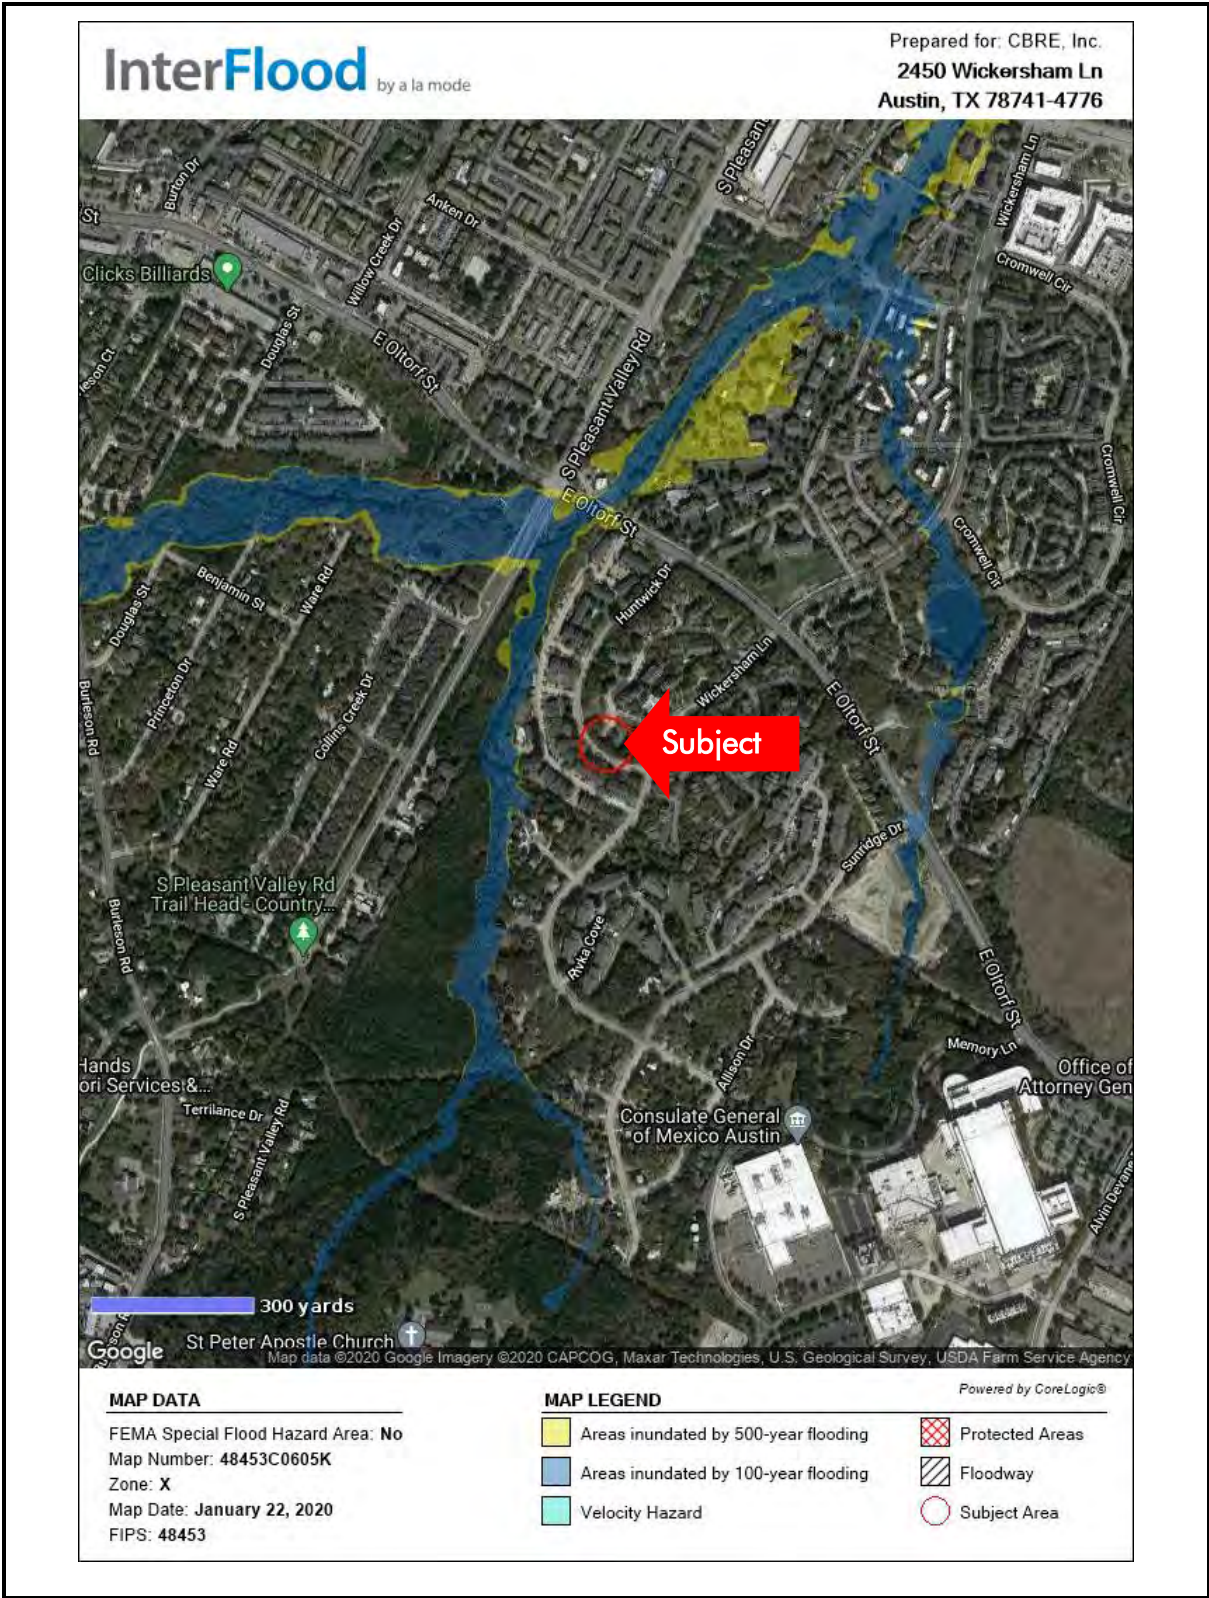 InterFlood by a la mode
Prepared for: CBRE, Inc.
2450 Wickersham Ln
Austin, TX 78741-4776
S Pleasant
Wickersham Ln
Burton Dr
St
Anken Dr
Willow Creek Dr
Clicks Billiards
Cromwell Cir
Douglas St
E Oltorf St
S Pleasant Valley Rd
leson Ct
Cromwell Cir
S Pleasant Valley Rd
E Oltorf St
Cromwell Cir
Benjamin St
Ware Rd
Douglas St
Huntwick Dr
Wickersham Ln
Princeton Dr
Collins Creek Dr
Burleson Rd
E Oltorf St
Ware Rd
Subject
Sunridge Dr
S Pleasant Valley Rd
Trail Head - Country...
Burleson Rd
Rivka Cove
E Oltorf St
Memory Ln
Allison Dr
Hands
ori Services &...
Office of
Attorney Gen
Terrilance Dr
S Pleasant Valley Rd
Consulate General
of Mexico Austin
Alvin Devane
300 yards
St Peter Apostle Church
Google
Map data ©2020 Google Imagery ©2020 CAPCOG, Maxar Technologies, U.S. Geological Survey, USDA Farm Service Agency
Powered by CoreLogic®
MAP DATA
FEMA Special Flood Hazard Area: No
Map Number: 48453C0605K
Zone: X
Map Date: January 22, 2020
FIPS: 48453
MAP LEGEND
Areas inundated by 500-year flooding
Areas inundated by 100-year flooding
Velocity Hazard
Protected Areas
Floodway
Subject Area